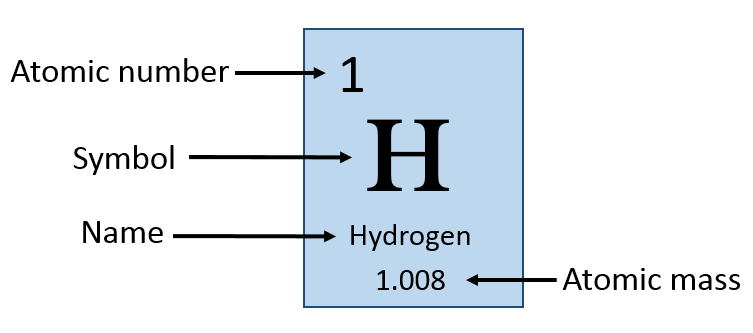 Atomic number 1
Symbol H
Name Hydrogen
1.008 Atomic mass